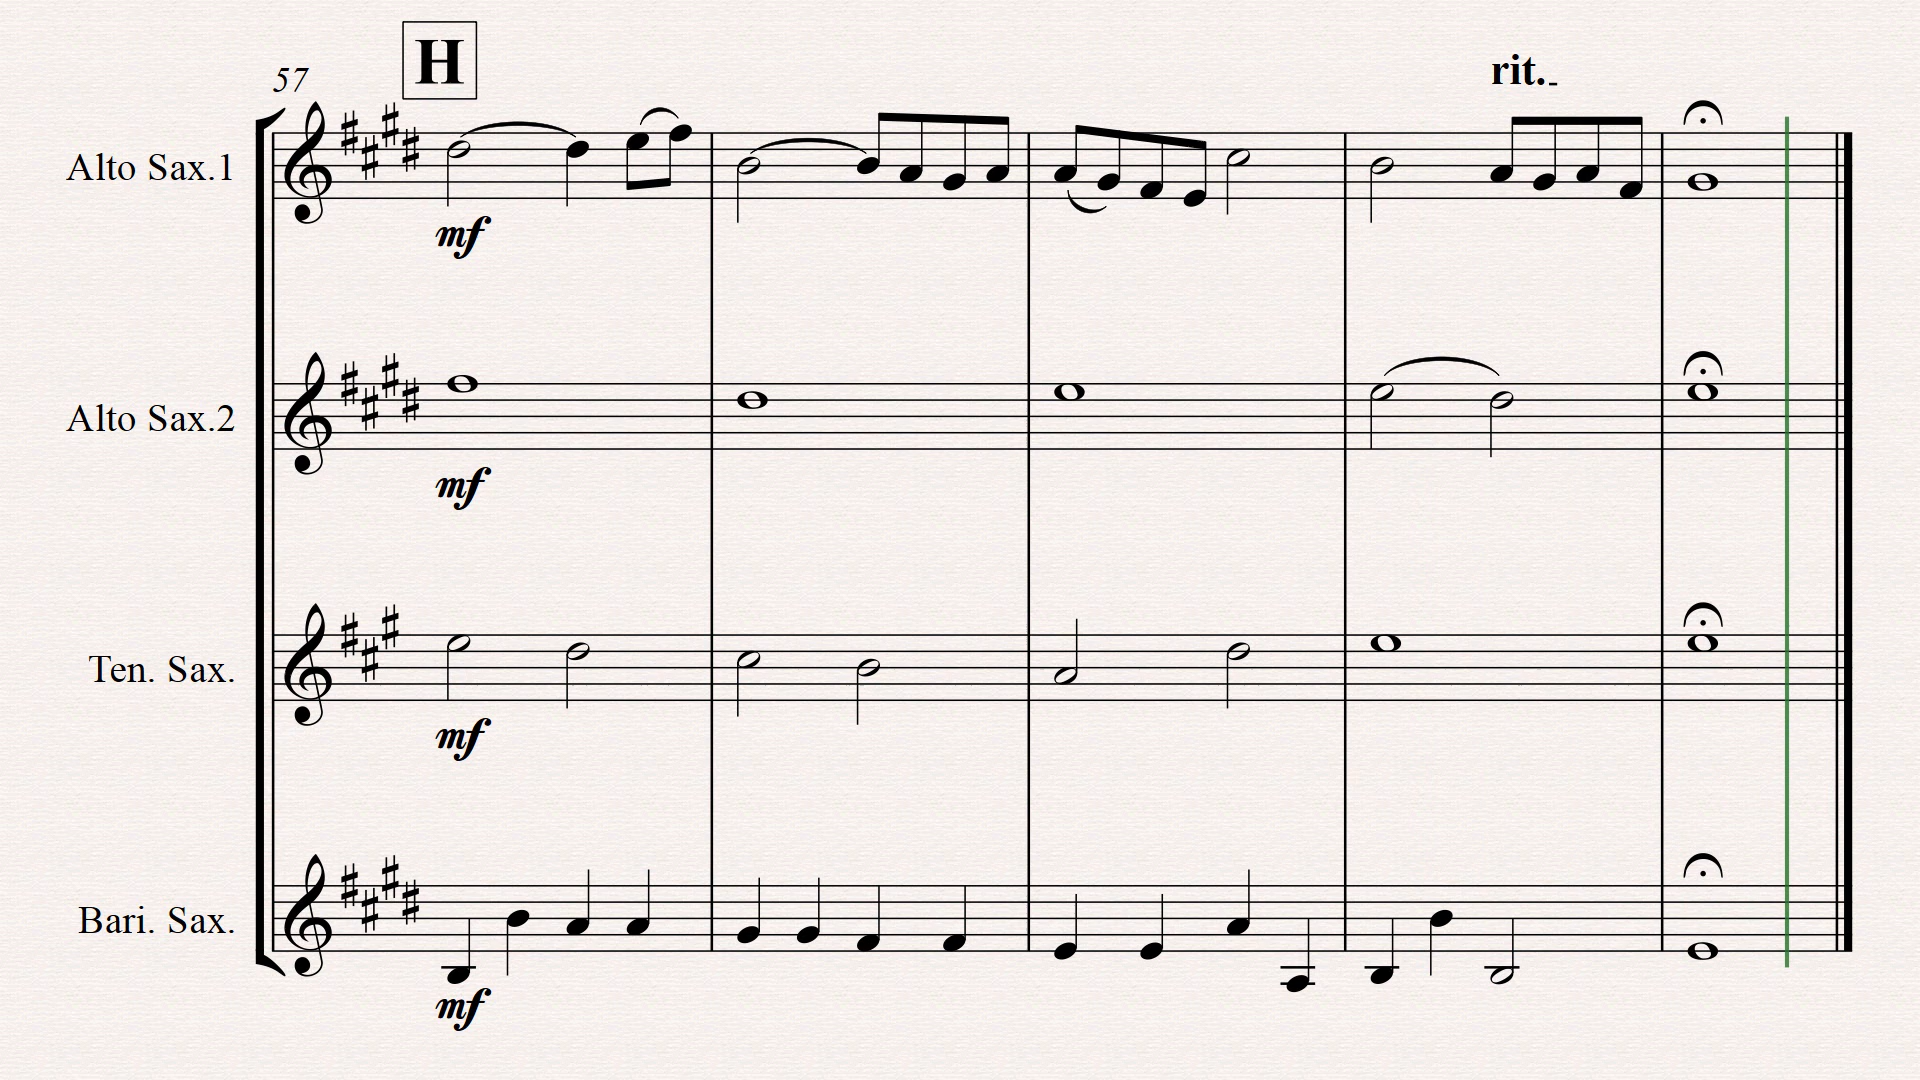 H
57
rit.
Alto Sax.1
mf
Alto Sax.2
mf
Ten. Sax.
mf
Bari. Sax.
mf